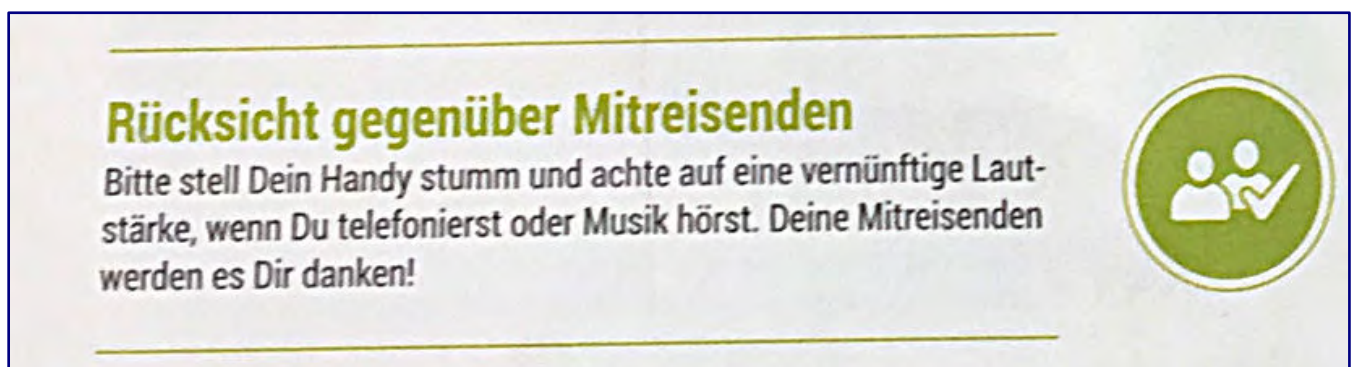 Rücksicht gegenüber Mitreisenden
Bitte stell Dein Handy stumm und achte auf eine vernünftige Laut-
stärke, wenn Du telefonierst oder Musik hörst. Deine Mitreisenden
werden es Dir danken!